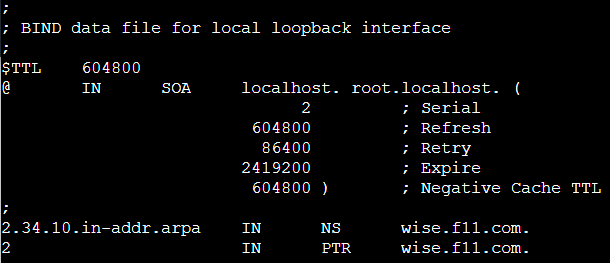 ;
; BIND data file for local loopback interface
;
$TTL    604800
@       IN      SOA     localhost. root.localhost. (
                              2         ; Serial
                         604800         ; Refresh
                          86400         ; Retry
                        2419200         ; Expire
                         604800 )       ; Negative Cache TTL
;
2.34.10.in-addr.arpa    IN      NS      wise.f11.com.
2                       IN      PTR     wise.f11.com.